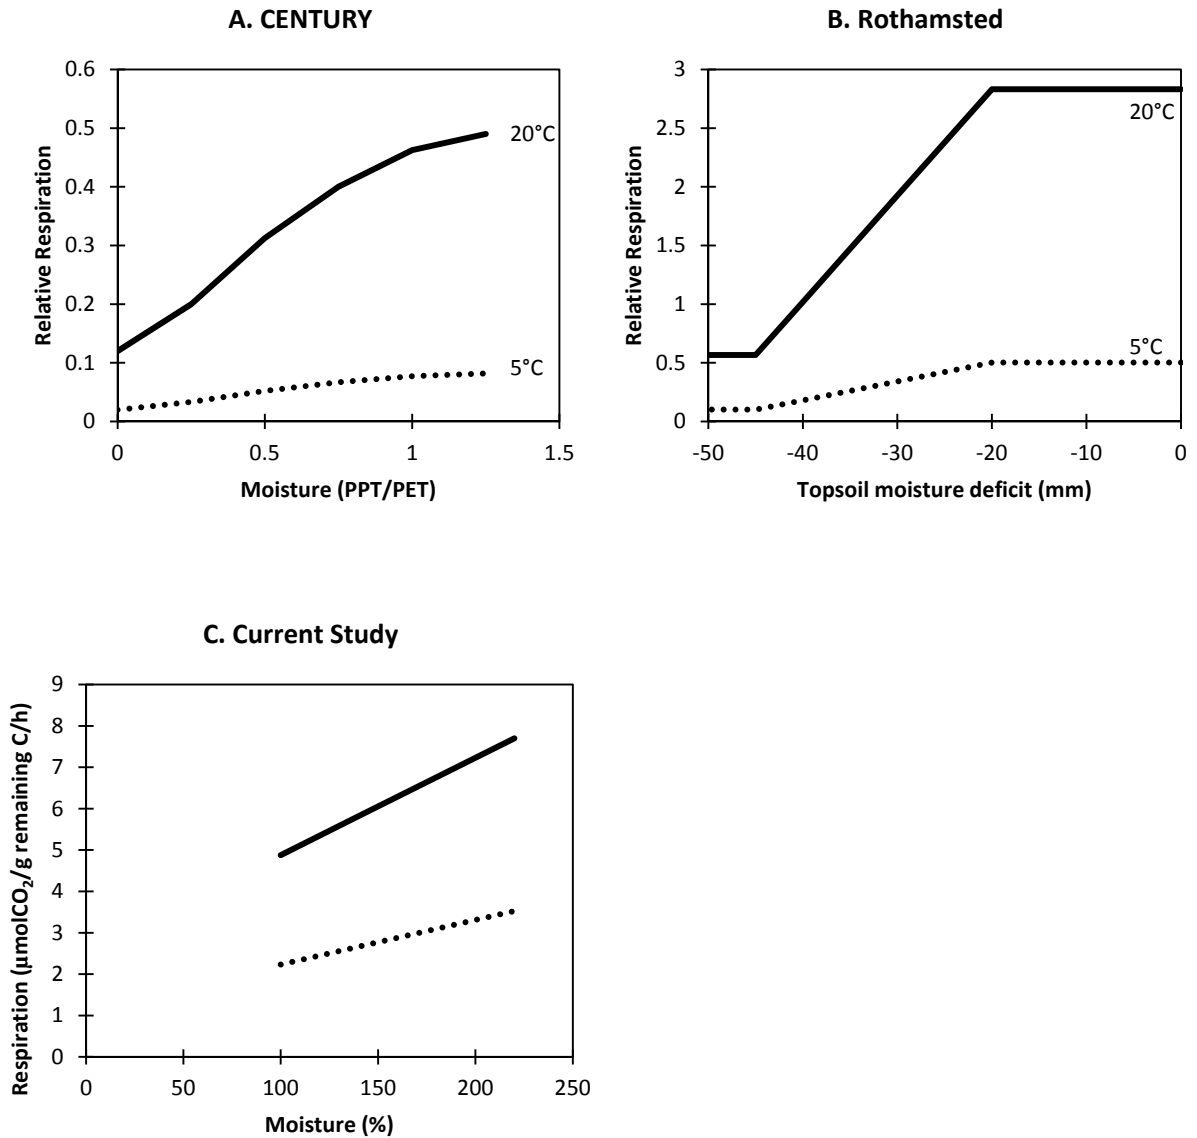 A. CENTURY
0.6
0.5
0.4
0.3
0.2
0.1
0
Relative Respiration
20°C
5°C
0 0.5 1 1.5
Moisture (PPT/PET)
B. Rothamsted
3
2.5
2
1.5
1
0.5
0
Relative Respiration
20°C
5°C
-50 -40 -30 -20 -10 0
Topsoil moisture deficit (mm)
C. Current Study
9
8
7
6
5
4
3
2
1
0
Respiration (µmolCO₂/g remaining C/h)
0 50 100 150 200 250
Moisture (%)